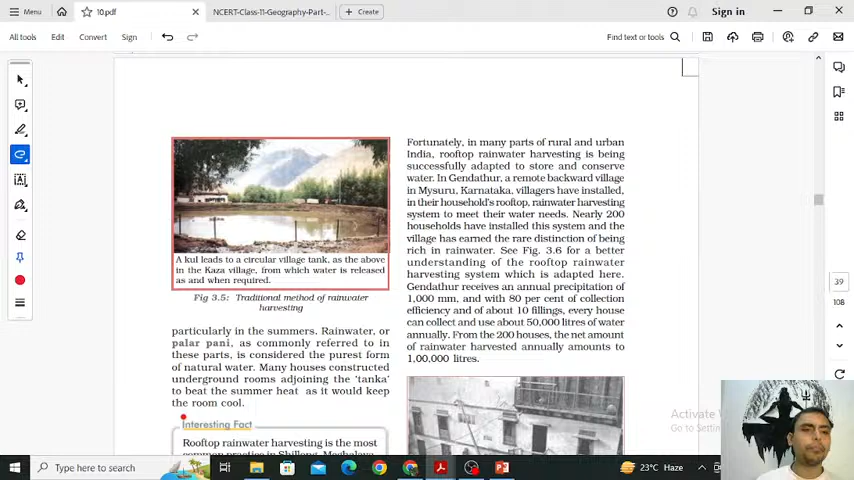 Menu
10.pdf
NCERT-Class-11-Geography-Part-..
Create
Sign in
All tools
Edit
Convert
Sign
Find text or tools
A kul leads to a circular village tank, as the above
in the Kaza village, from which water is released
as and when required.
Fig 3.5: Traditional method of rainwater
harvesting
particularly in the summers. Rainwater, or
palar pani, as commonly referred to in
these parts, is considered the purest form
of natural water. Many houses constructed
underground rooms adjoining the 'tanka'
to beat the summer heat as it would keep
the room cool.
Interesting Fact
Rooftop rainwater harvesting is the most
common practice in Shillong, Meghalaya.
Fortunately, in many parts of rural and urban
India, rooftop rainwater harvesting is being
successfully adapted to store and conserve
water. In Gendathur, a remote backward village
in Mysuru, Karnataka, villagers have installed,
in their household's rooftop, rainwater harvesting
system to meet their water needs. Nearly 200
households have installed this system and the
village has earned the rare distinction of being
rich in rainwater. See Fig. 3.6 for a better
understanding of the rooftop rainwater
harvesting system which is adapted here.
Gendathur receives an annual precipitation of
1,000 mm, and with 80 per cent of collection
efficiency and of about 10 fillings, every house
can collect and use about 50,000 litres of water
annually. From the 200 houses, the net amount
of rainwater harvested annually amounts to
1,00,000 litres.
39
108
Activate
Go to Settin
Type here to search
23°C Haze